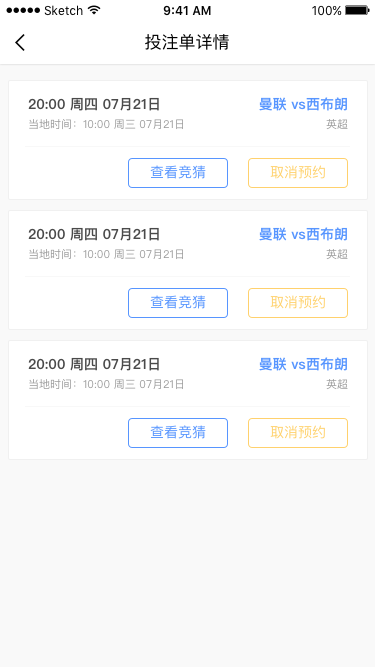 Sketch 9:41 AM 100%
投注单详情
20:00 周四 07月21日 曼联 vs西布朗
当地时间：10:00 周三 07月21日 英超
查看竞猜 取消预约
20:00 周四 07月21日 曼联 vs西布朗
当地时间：10:00 周三 07月21日 英超
查看竞猜 取消预约
20:00 周四 07月21日 曼联 vs西布朗
当地时间：10:00 周三 07月21日 英超
查看竞猜 取消预约